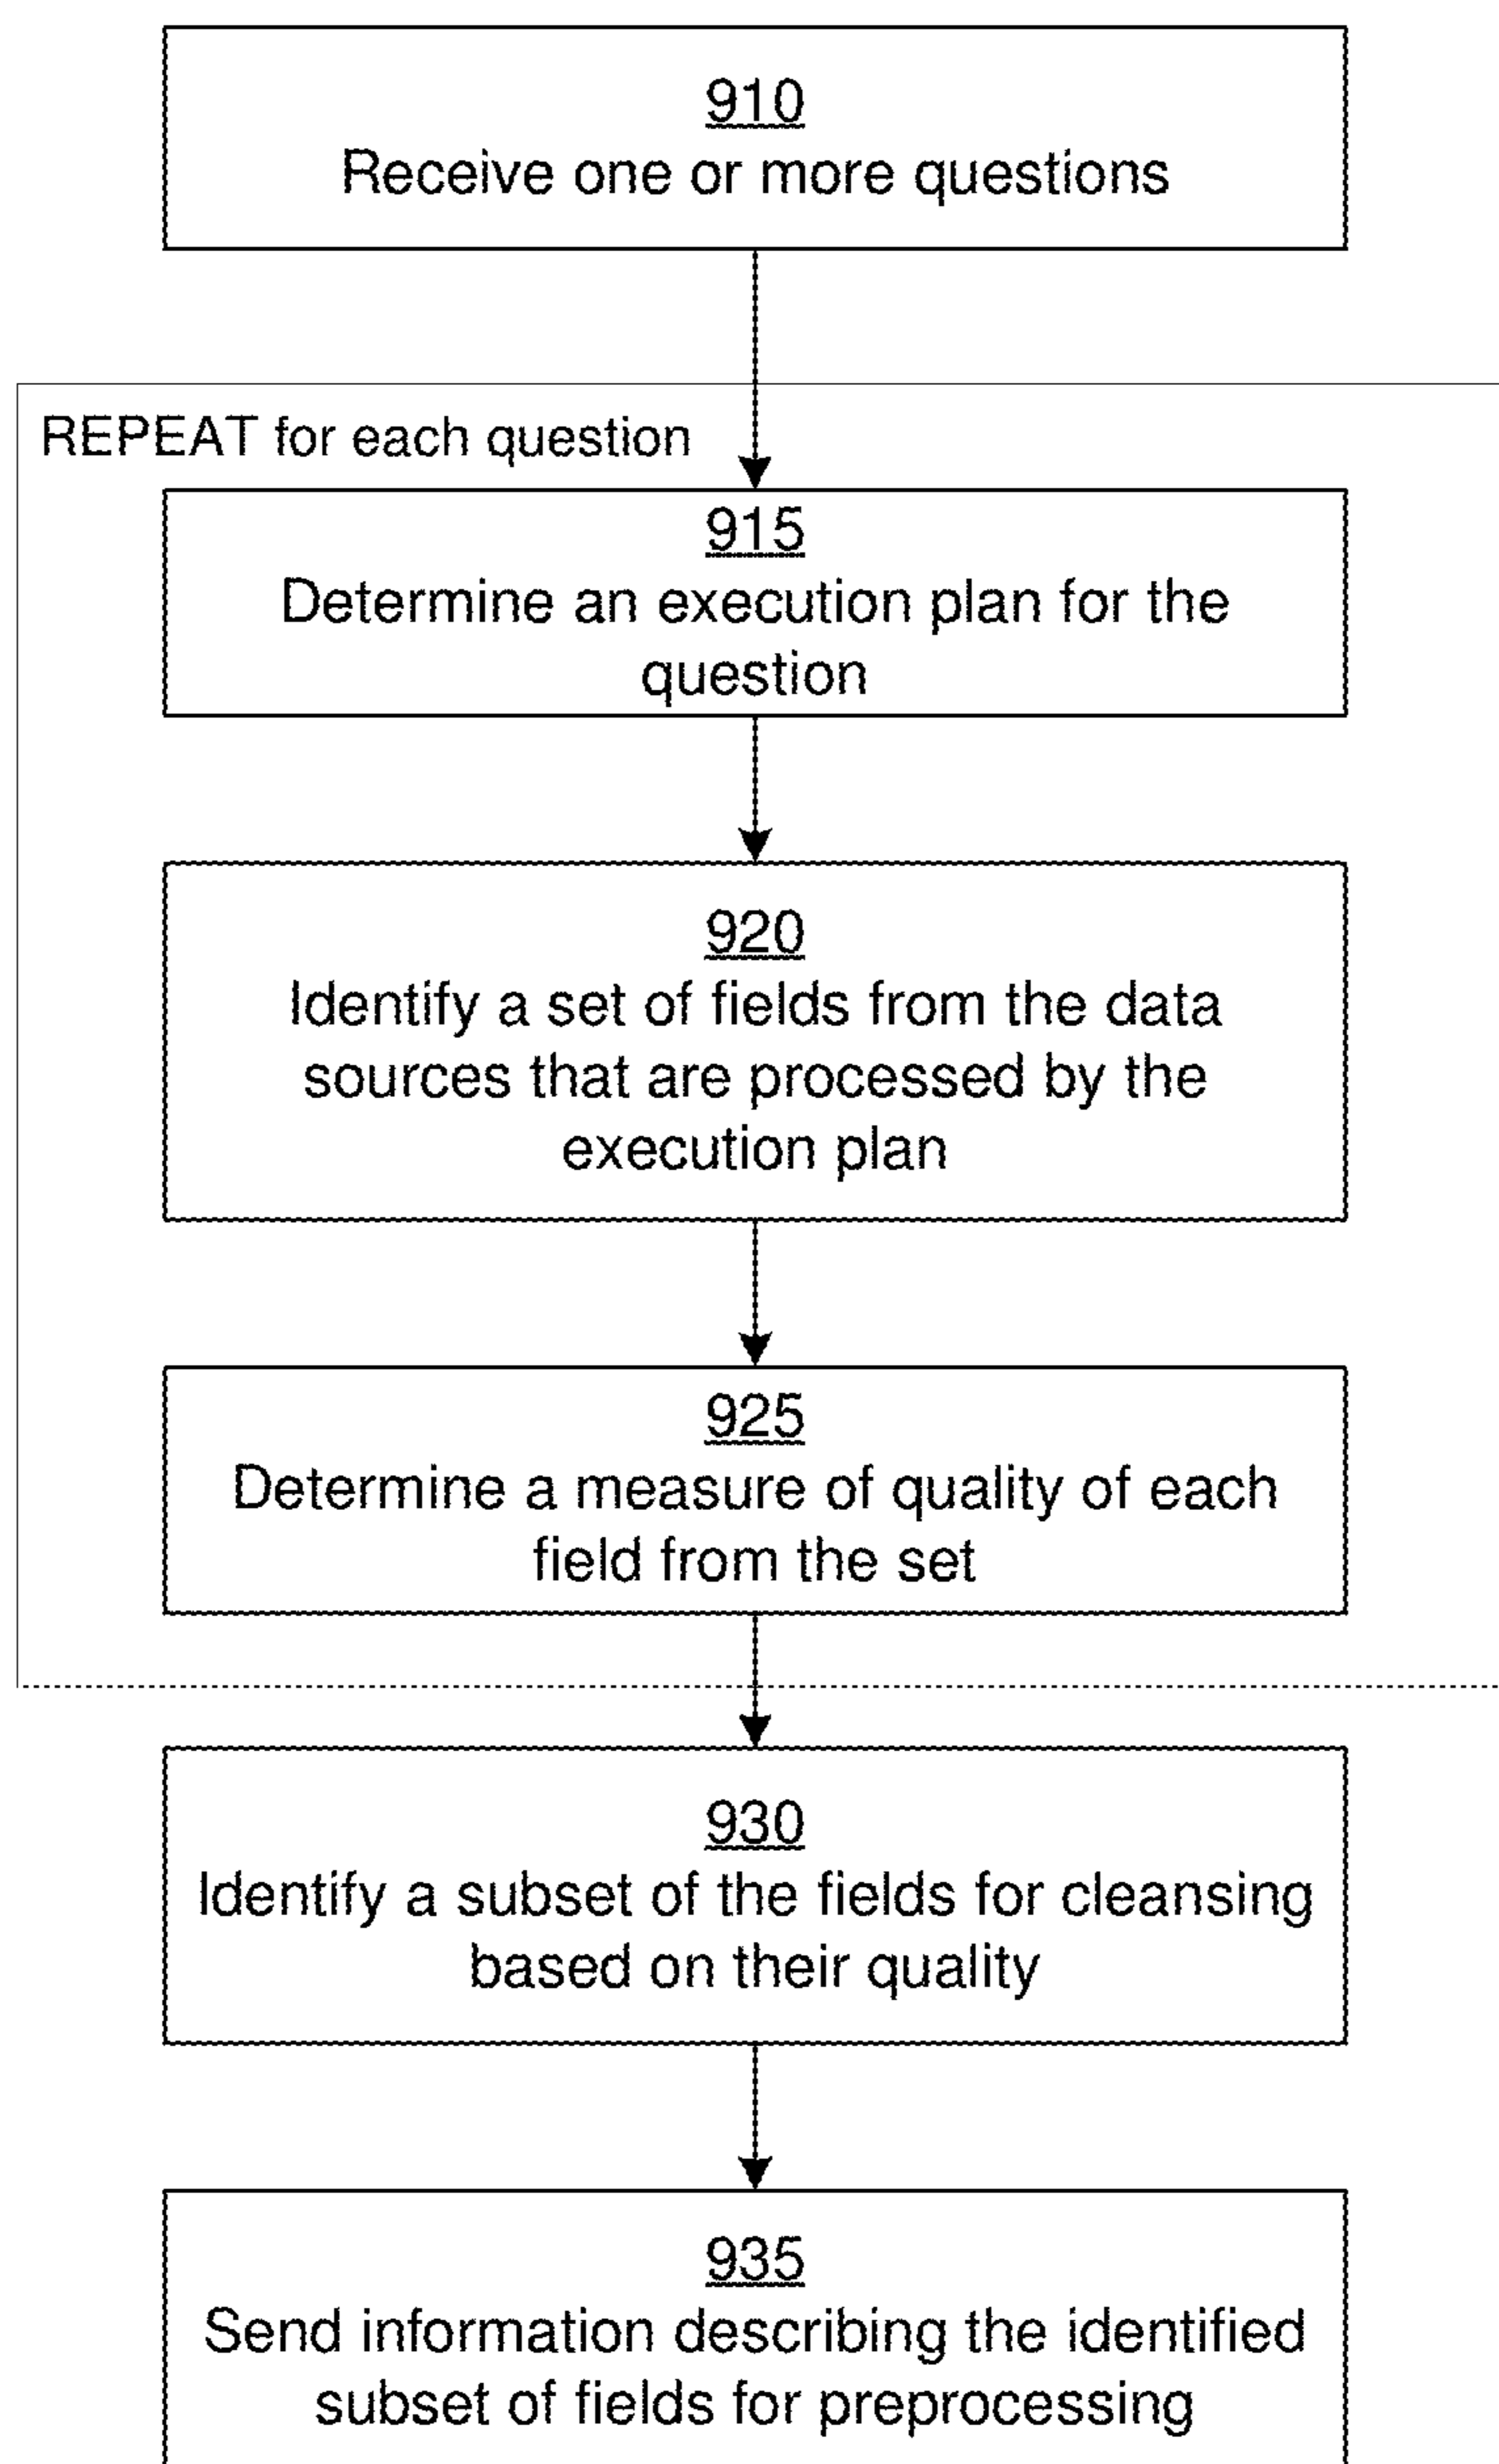 910
Receive one or more questions
REPEAT for each question
915
Determine an execution plan for the
question
920
Identify a set of fields from the data
sources that are processed by the
execution plan
925
Determine a measure of quality of each
field from the set
930
Identify a subset of the fields for cleansing
based on their quality
935
Send information describing the identified
subset of fields for preprocessing